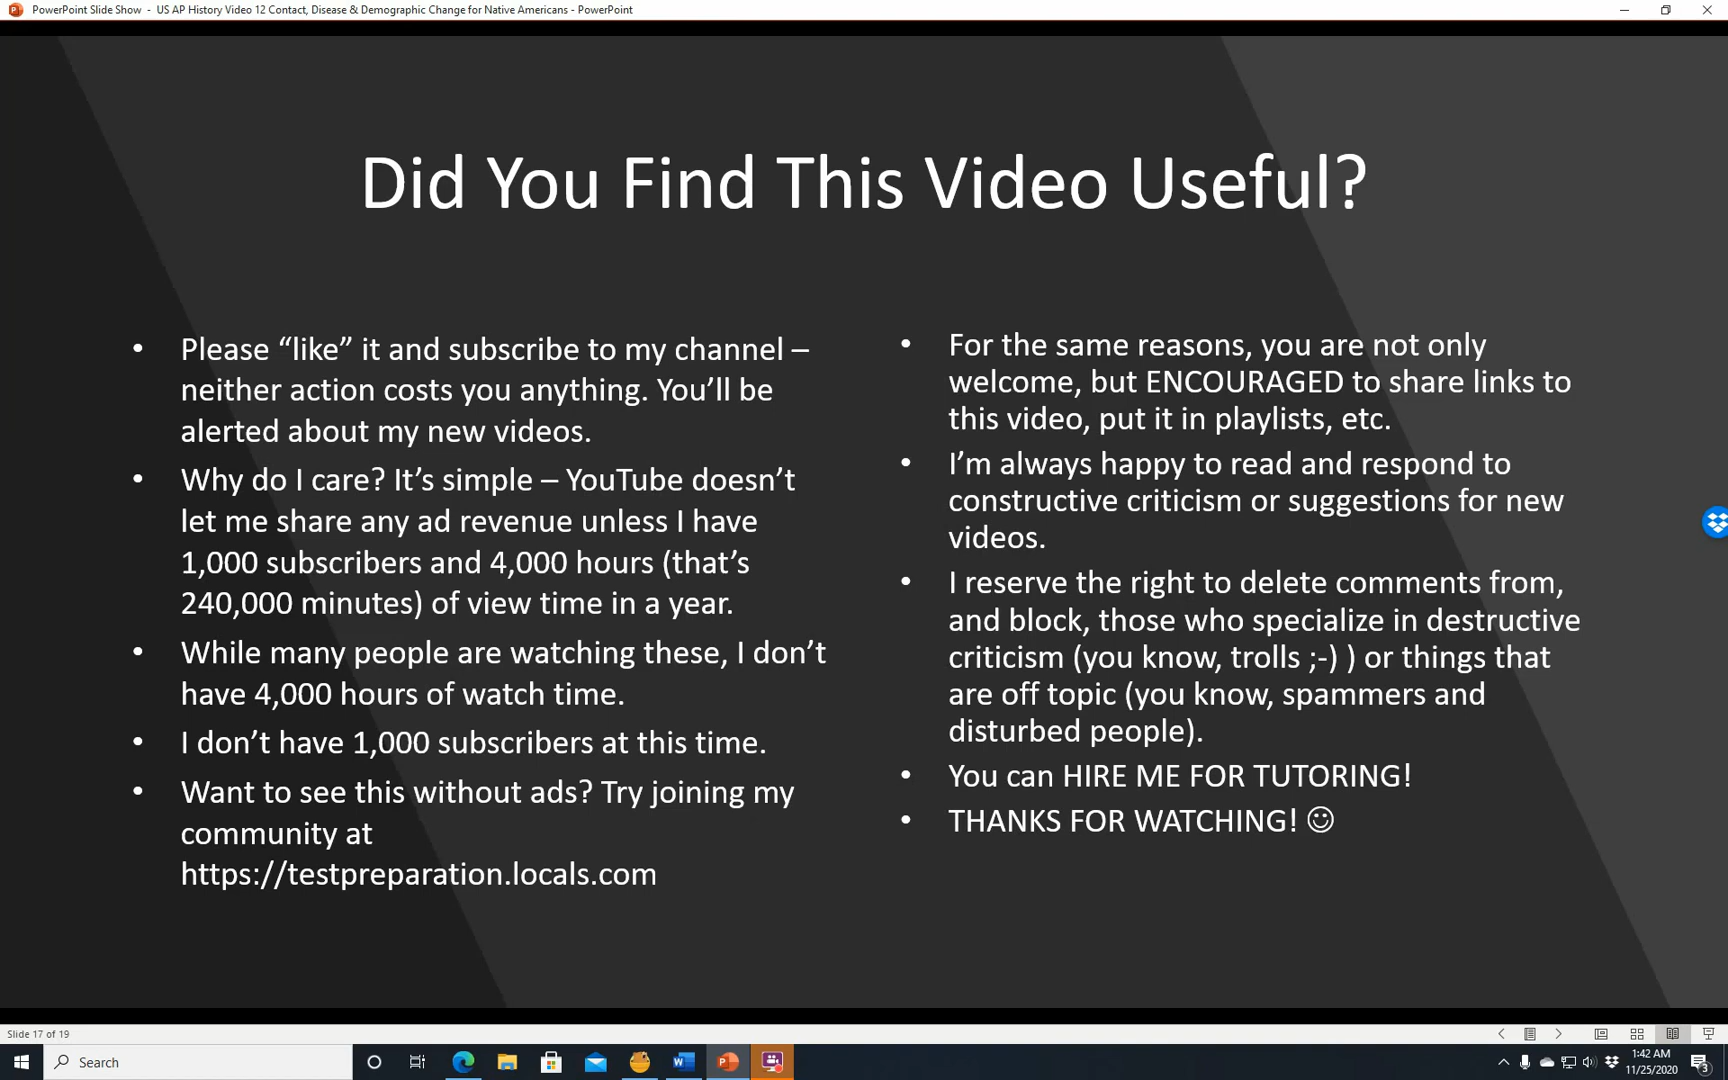 PowerPoint Slide Show - US AP History Video 12 Contact, Disease & Demographic Change for Native Americans - PowerPoint
Did You Find This Video Useful?
• Please “like” it and subscribe to my channel –
neither action costs you anything. You’ll be
alerted about my new videos.
• Why do I care? It’s simple – YouTube doesn’t
let me share any ad revenue unless I have
1,000 subscribers and 4,000 hours (that’s
240,000 minutes) of view time in a year.
• While many people are watching these, I don’t
have 4,000 hours of watch time.
• I don’t have 1,000 subscribers at this time.
• Want to see this without ads? Try joining my
community at
https://testpreparation.locals.com
• For the same reasons, you are not only
welcome, but ENCOURAGED to share links to
this video, put it in playlists, etc.
• I’m always happy to read and respond to
constructive criticism or suggestions for new
videos.
• I reserve the right to delete comments from,
and block, those who specialize in destructive
criticism (you know, trolls ;-) ) or things that
are off topic (you know, spammers and
disturbed people).
• You can HIRE ME FOR TUTORING!
• THANKS FOR WATCHING! ☺
Slide 17 of 19
Search
1:42 AM
11/25/2020
3